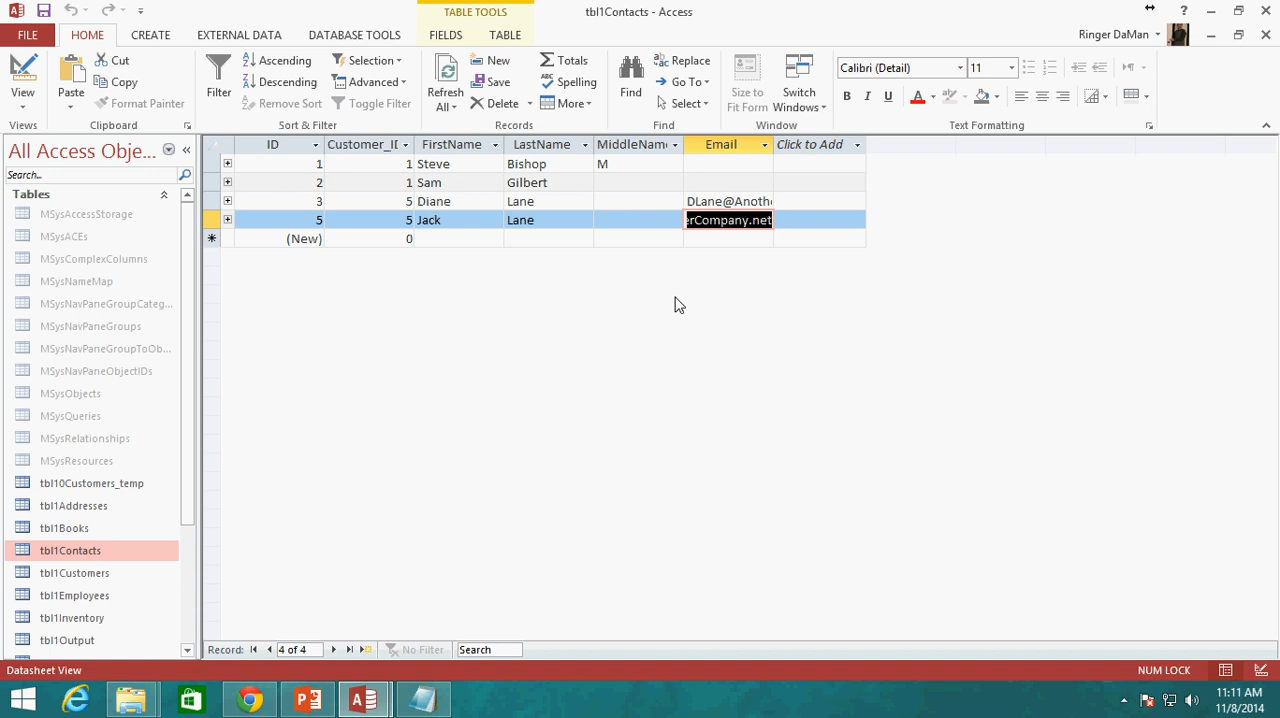 TABLE TOOLS
tbl1Contacts - Access
?
FILE
HOME
CREATE
EXTERNAL DATA
DATABASE TOOLS
FIELDS
TABLE
Ringer DaMan
View
Views
Paste
Cut
Copy
Format Painter
Clipboard
Filter
Ascending
Descending
Remove Sort
Selection
Advanced
Toggle Filter
Sort & Filter
Refresh
All
New
Save
Delete
Totals
Spelling
More
Records
Find
Replace
Go To
Select
Find
Size to
Fit Form
Switch
Windows
Window
Calibri (Detail)
11
B I U A
Text Formatting
All Access Obje...
Search...
Tables
MSysAccessStorage
MSysACEs
MSysComplexColumns
MSysNameMap
MSysNavPaneGroupCateg...
MSysNavPaneGroups
MSysNavPaneGroupToOb...
MSysNavPaneObjectIDs
MSysObjects
MSysQueries
MSysRelationships
MSysResources
tbl10Customers_temp
tbl1Addresses
tbl1Books
tbl1Contacts
tbl1Customers
tbl1Employees
tbl1Inventory
tbl1Output
ID Customer_ID FirstName LastName MiddleName Email Click to Add
1 1 Steve Bishop M
2 1 Sam Gilbert
3 5 Diane Lane DLane@Anothe
5 5 Jack Lane erCompany.net
(New) 0
Record: 4 of 4 No Filter Search
Datasheet View
NUM LOCK
11:11 AM
11/8/2014